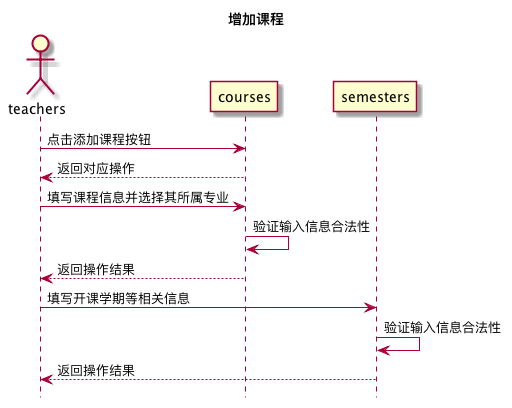 增加课程
teachers
courses
semesters
点击添加课程按钮
返回对应操作
填写课程信息并选择其所属专业
验证输入信息合法性
返回操作结果
填写开课学期等相关信息
验证输入信息合法性
返回操作结果